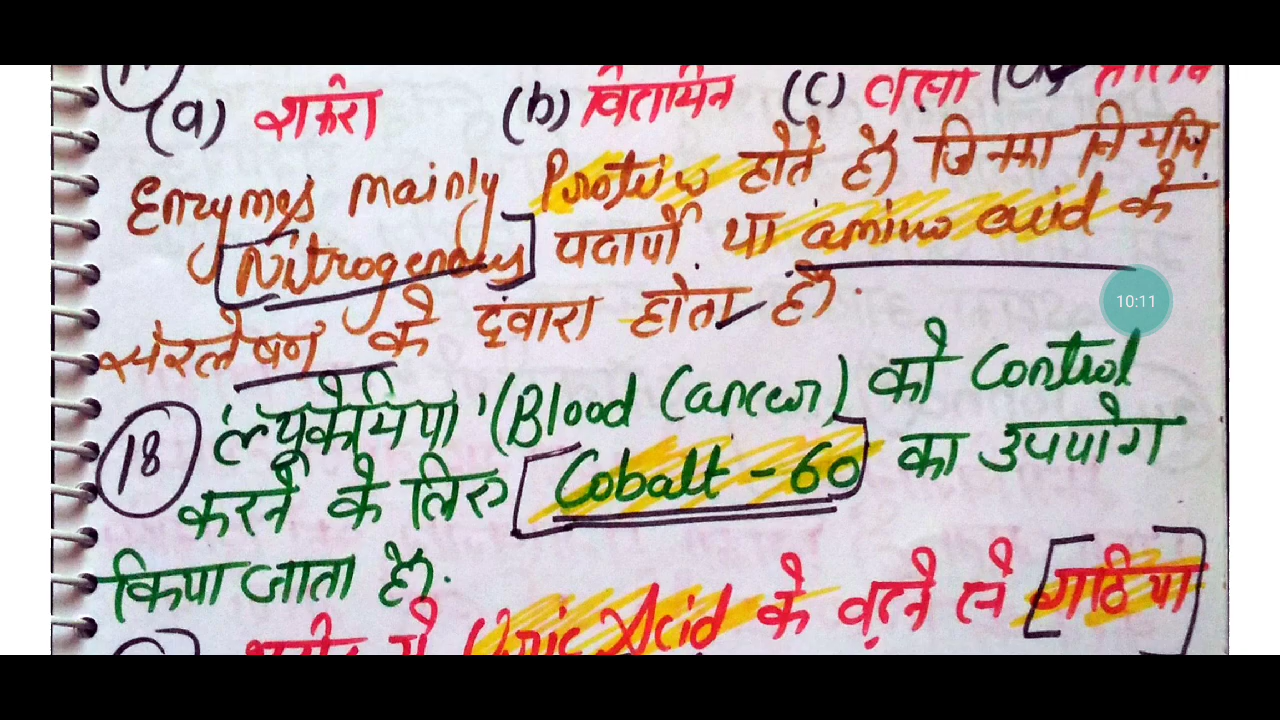 (a) शर्करा (b) विटामिन (c) वसा
Enzymes mainly Protein होते है। जिनका निर्माण
Nitrogenous पदार्थो या amino acid के
संश्लेषण के द्वारा होता है।
10:11
18 ल्यूकेमिया '(Blood Cancer) को Control
करने के लिए Cobalt - 60 का उपयोग
किया जाता है।
शरीर में Uric Acid के बढ़ने से गठिया